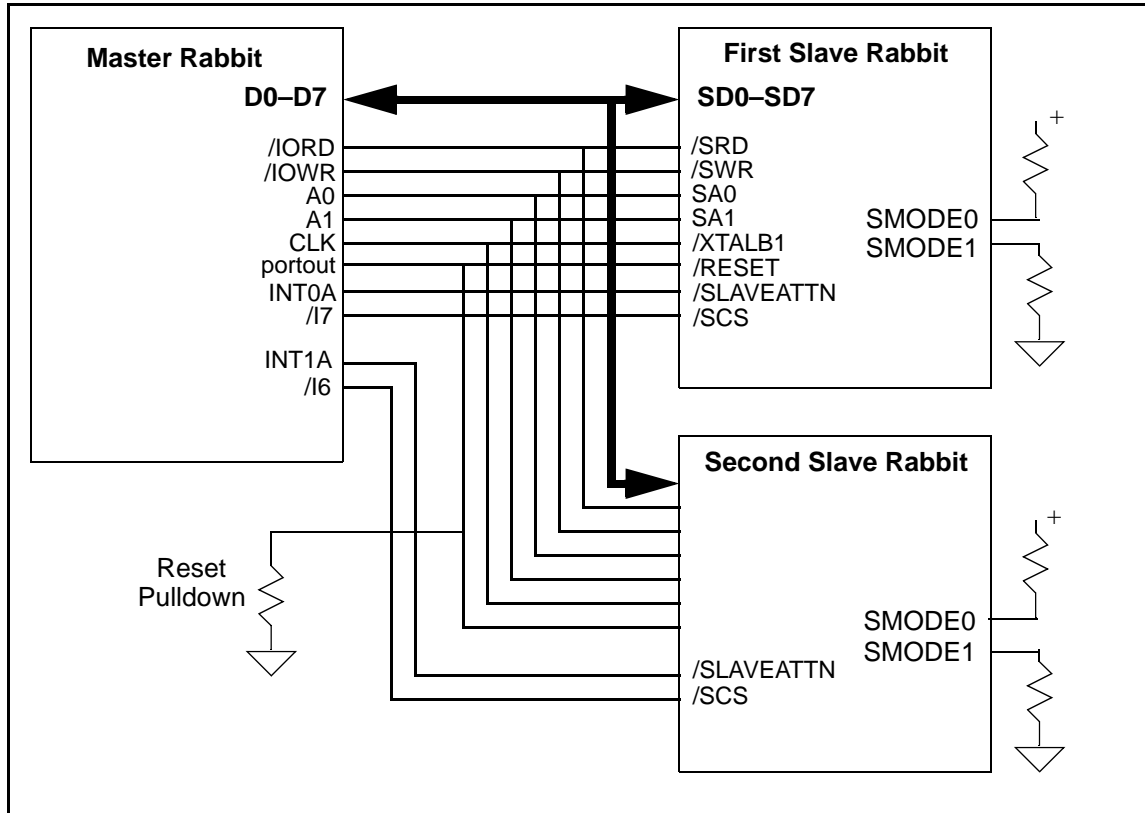 Master Rabbit
D0–D7
/IORD
/IOWR
A0
A1
CLK
portout
INT0A
/I7
INT1A
/I6
First Slave Rabbit
SD0–SD7
/SRD
/SWR
SA0
SA1
/XTALB1
/RESET
/SLAVEATTN
/SCS
SMODE0
SMODE1
+
Second Slave Rabbit
/SLAVEATTN
/SCS
SMODE0
SMODE1
+
Reset
Pulldown